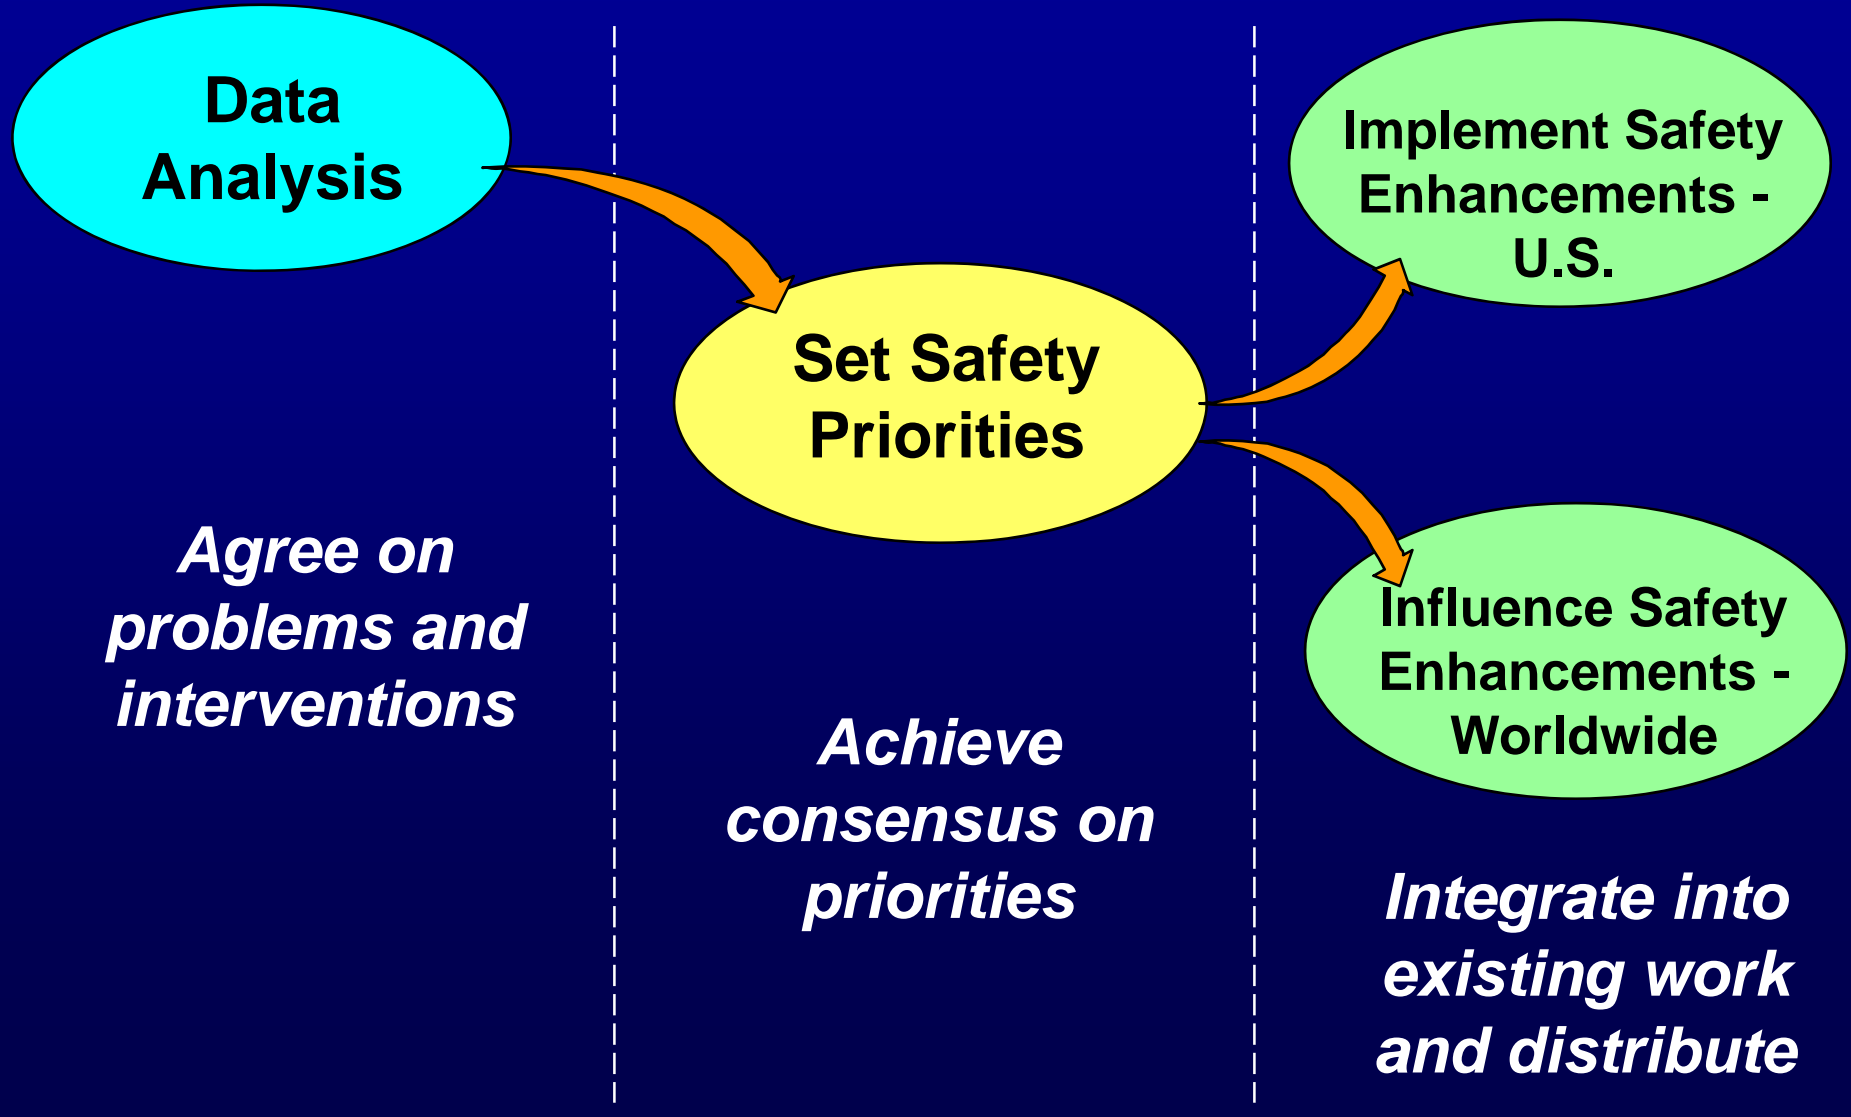 Data
Analysis
Agree on
problems and
interventions
Set Safety
Priorities
Achieve
consensus on
priorities
Implement Safety
Enhancements -
U.S.
Influence Safety
Enhancements -
Worldwide
Integrate into
existing work
and distribute